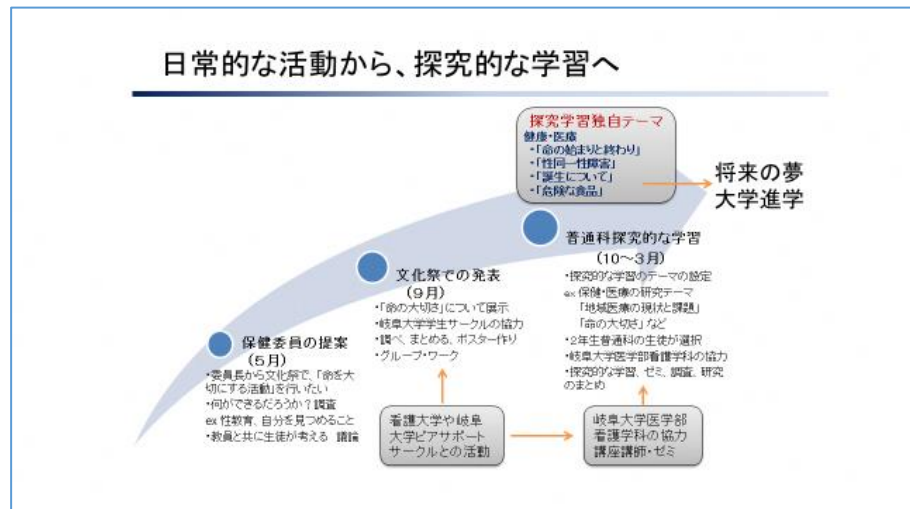 日常的な活動から、探究的な学習へ
探究学習独自テーマ
健康・医療
・「命の始まりと終わり」
・「性同一性障害」
・「誕生について」
・「危険な食品」
将来の夢
大学進学
普通科探究的な学習
(10～3月)
・探究的な学習のテーマの設定
ex 保健・医療の研究テーマ
「地域医療の現状と課題」
「命の大切さ」など
・2年生普通科の生徒が選択
・岐阜大学医学部看護学科の協力
・探究的な学習、ゼミ、調査、研究
のまとめ
文化祭での発表
(9月)
・「命の大切さ」について展示
・岐阜大学学生サークルの協力
・調べ、まとめる、ポスター作り
・グループ・ワーク
保健委員の提案
(5月)
・委員長から文化祭で、「命を大
切にする活動」を行いたい
・何ができるだろうか？調査
ex 性教育、自分を見つめること
・教員と共に生徒が考える 議論
看護大学や岐阜
大学ピアサポート
サークルとの活動
岐阜大学医学部
看護学科の協力
講座講師・ゼミ